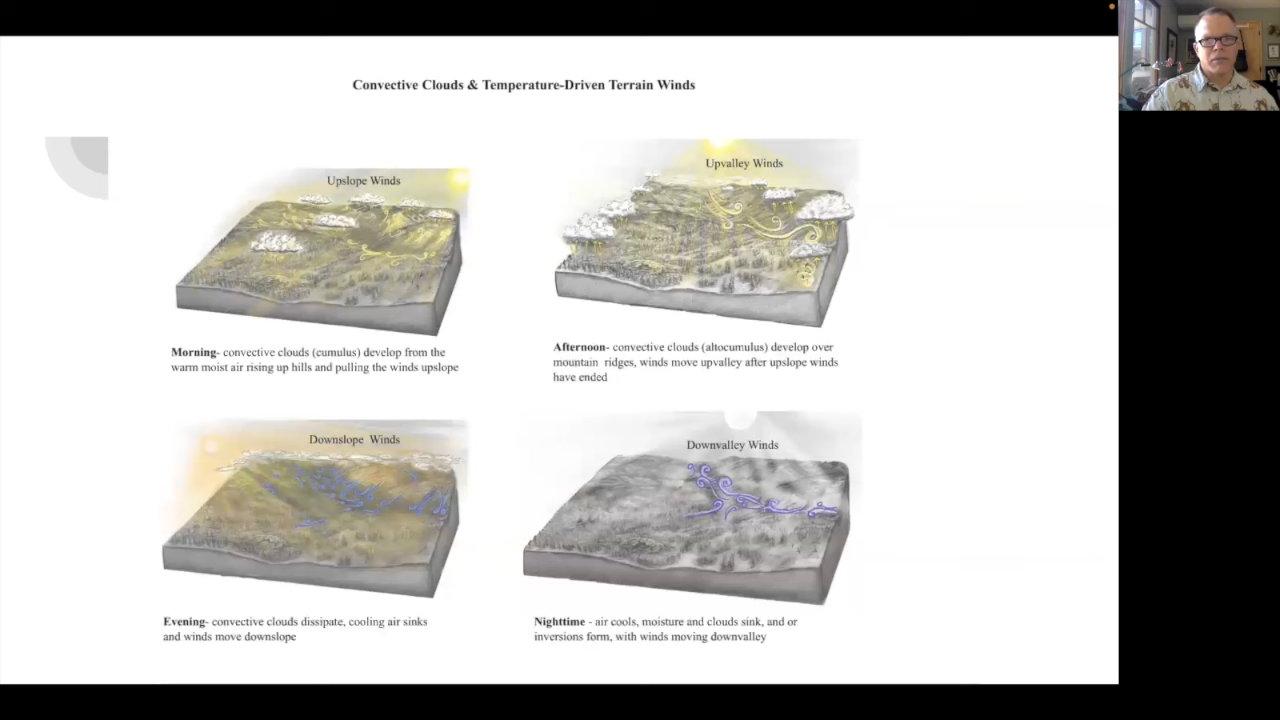 Convective Clouds & Temperature-Driven Terrain Winds
Upslope Winds
Morning- convective clouds (cumulus) develop from the
warm moist air rising up hills and pulling the winds upslope
Upvalley Winds
Afternoon- convective clouds (altocumulus) develop over
mountain ridges, winds move upvalley after upslope winds
have ended
Downslope Winds
Evening- convective clouds dissipate, cooling air sinks
and winds move downslope
Downvalley Winds
Nighttime - air cools, moisture and clouds sink, and or
inversions form, with winds moving downvalley